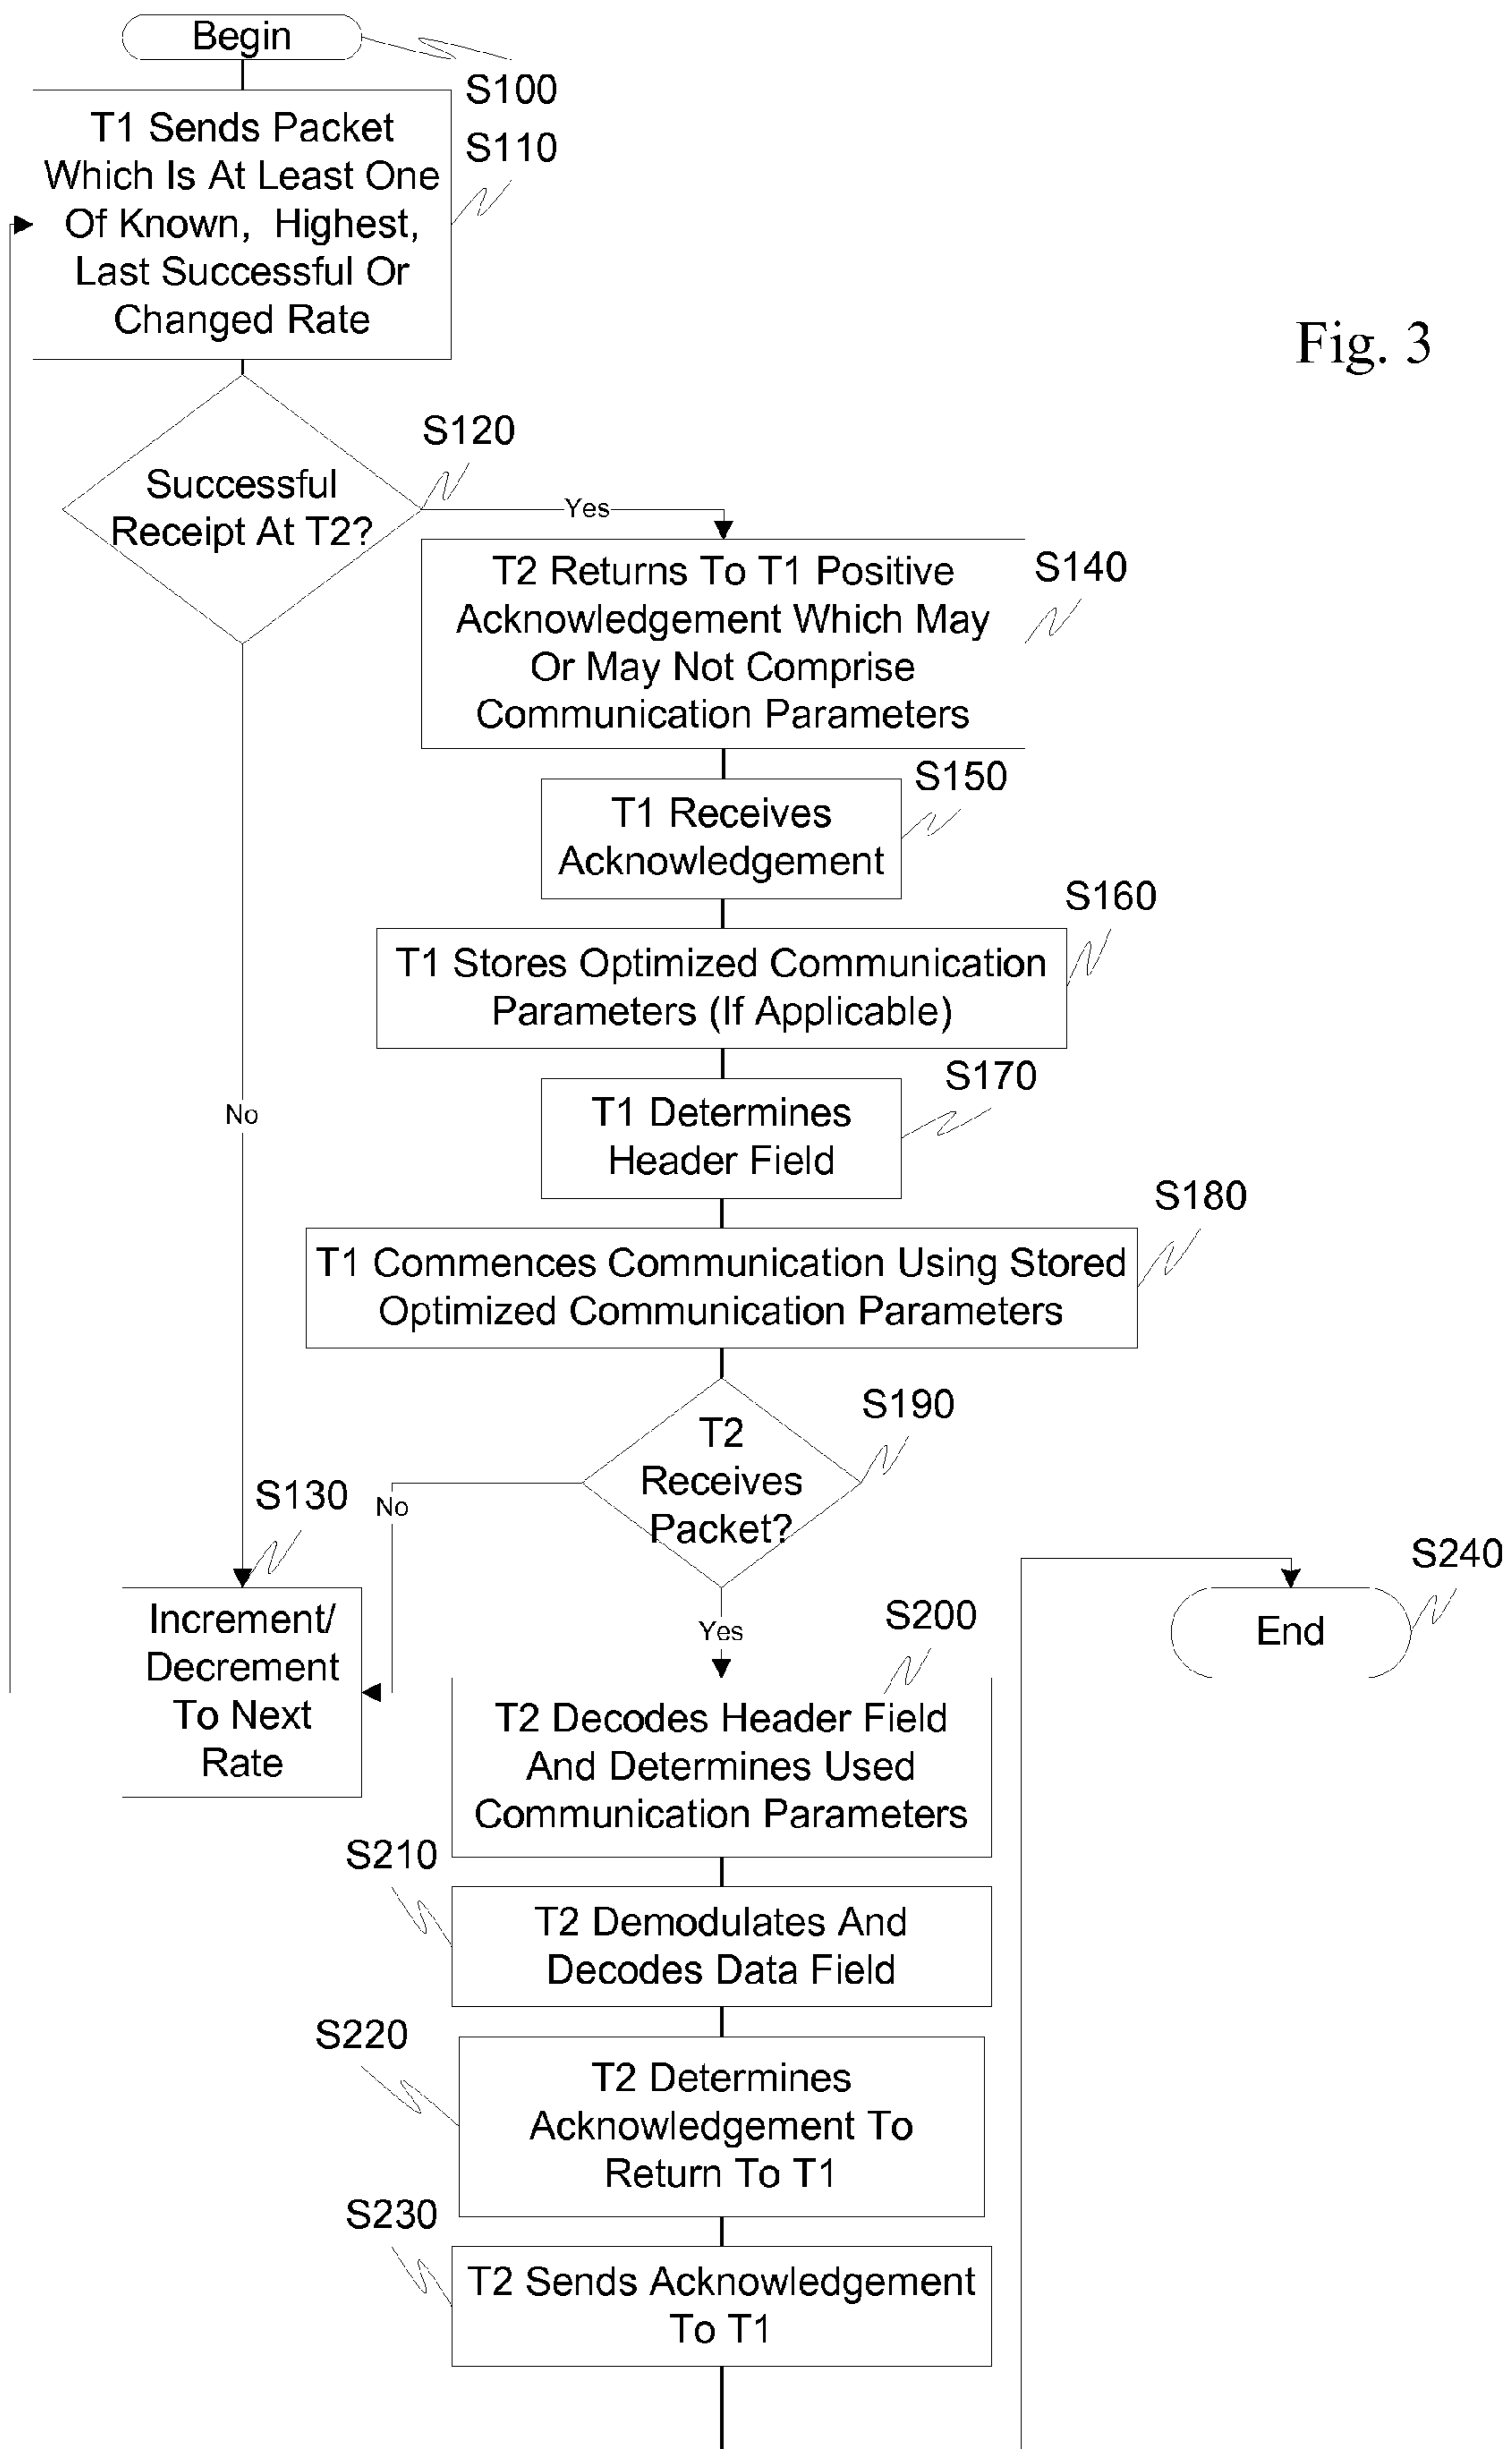 Begin
S100
T1 Sends Packet
Which Is At Least One
Of Known, Highest,
Last Successful Or
Changed Rate
S110
Fig. 3
Successful
Receipt At T2?
S120
Yes
T2 Returns To T1 Positive
Acknowledgement Which May
Or May Not Comprise
Communication Parameters
S140
T1 Receives
Acknowledgement
S150
T1 Stores Optimized Communication
Parameters (If Applicable)
S160
T1 Determines
Header Field
S170
No
T1 Commences Communication Using Stored
Optimized Communication Parameters
S180
T2
Receives
Packet?
S190
No
S130
Increment/
Decrement
To Next
Rate
Yes
S200
T2 Decodes Header Field
And Determines Used
Communication Parameters
S240
End
S210
T2 Demodulates And
Decodes Data Field
S220
T2 Determines
Acknowledgement To
Return To T1
S230
T2 Sends Acknowledgement
To T1